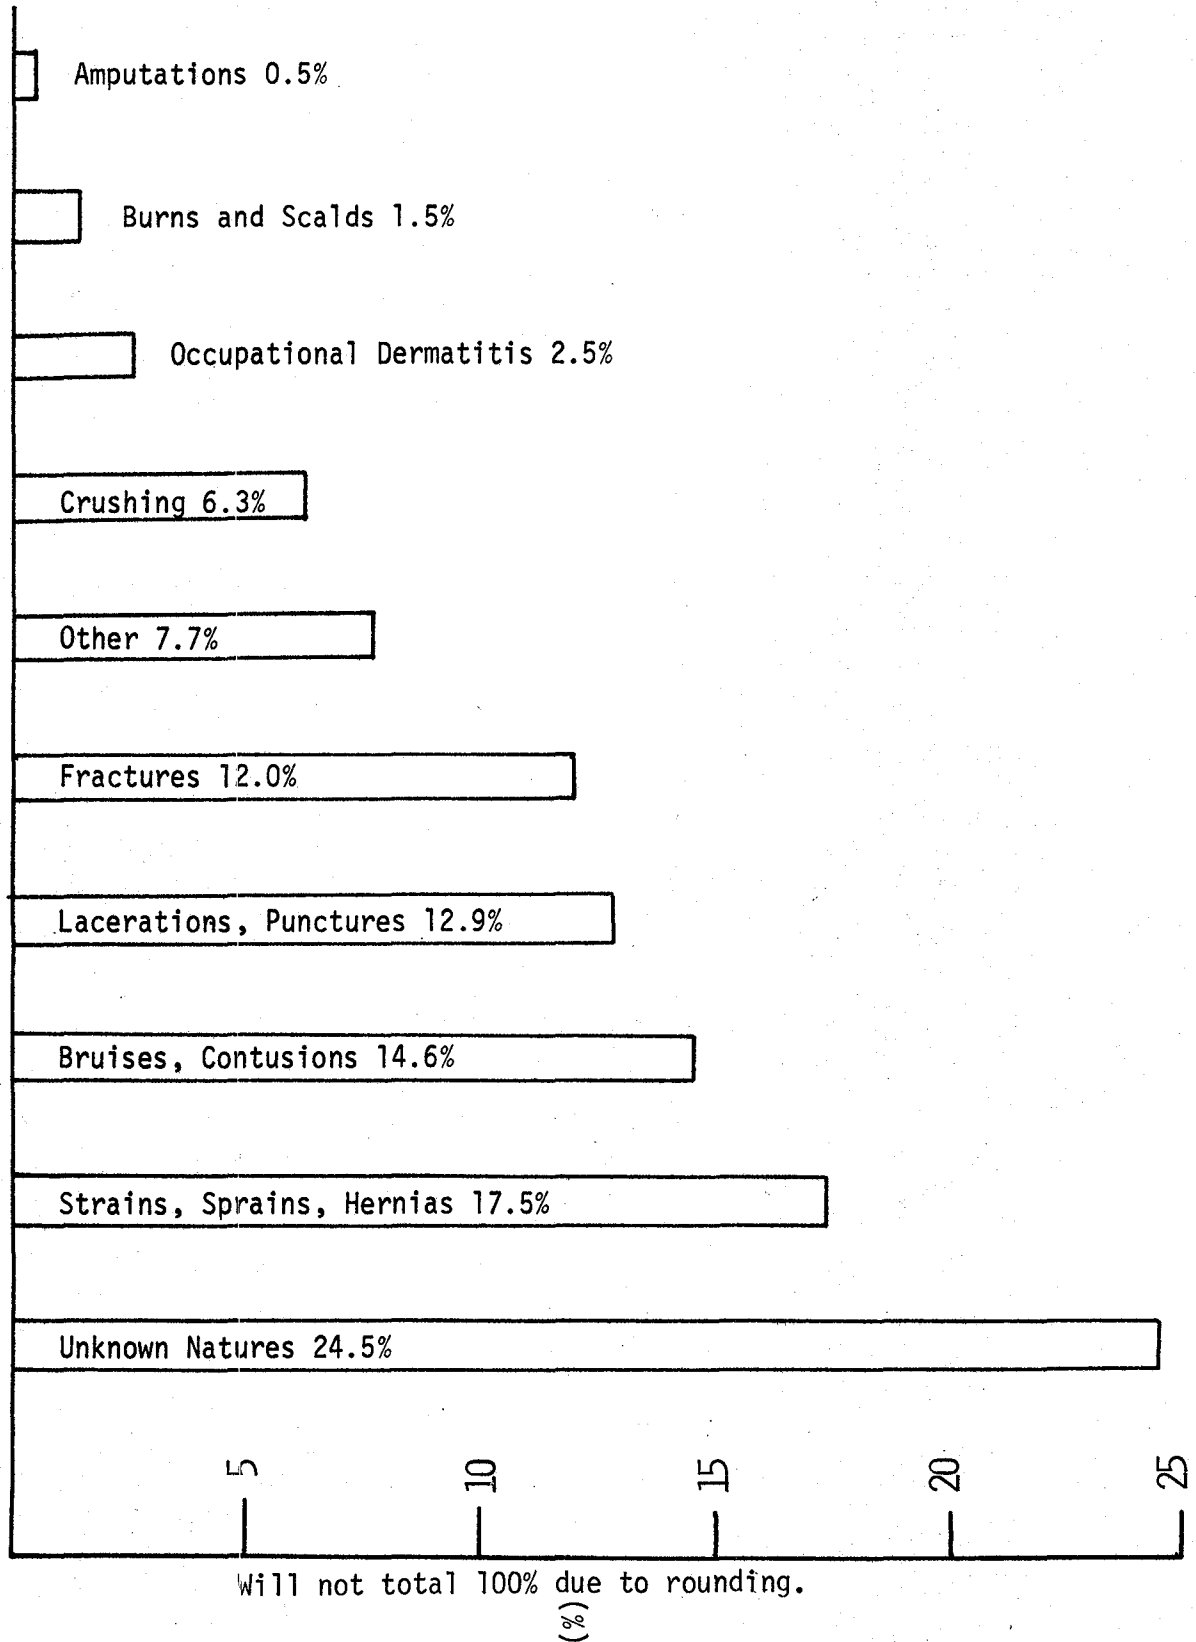 Amputations 0.5%
Burns and Scalds 1.5%
Occupational Dermatitis 2.5%
Crushing 6.3%
Other 7.7%
Fractures 12.0%
Lacerations, Punctures 12.9%
Bruises, Contusions 14.6%
Strains, Sprains, Hernias 17.5%
Unknown Natures 24.5%
5 10 15 20 25
Will not total 100% due to rounding.
(%)